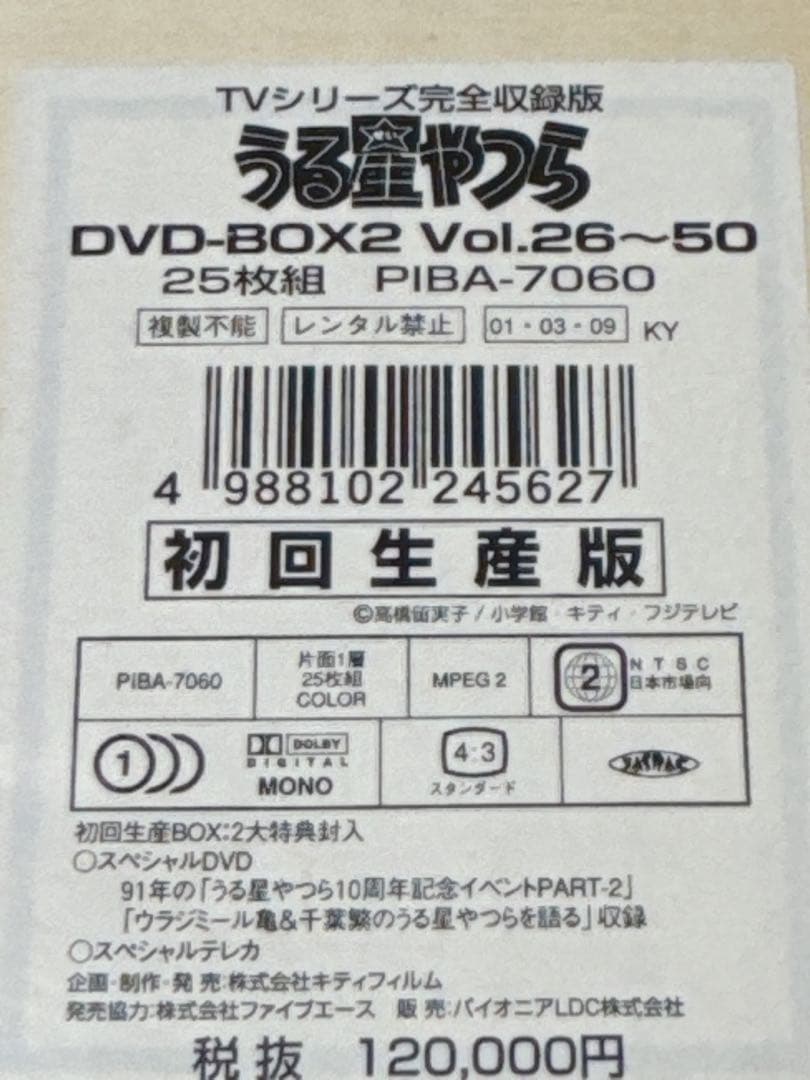 TVシリーズ完全収録版
うる星やつら
せい
DVD-BOX2 Vol.26〜50
25枚組 PIBA-7060
複製不能 レンタル禁止 01・03・09 KY
4 988102 245627
初回生産版
©高橋留美子/小学館・キティ・フジテレビ
PIBA-7060 片面1層 25枚組 COLOR MPEG 2 2 NTSC 日本市場向
1 DOLBY DIGITAL MONO 4:3 スタンダード
初回生産BOX:2大特典封入
○スペシャルDVD
91年の「うる星やつら10周年記念イベントPART-2」
「ウラジミール亀&千葉繁のうる星やつらを語る」収録
○スペシャルテレカ
企画・制作・発売:株式会社キティフィルム
発売協力:株式会社ファイブエース 販売:パイオニアLDC株式会社
税抜 120,000円